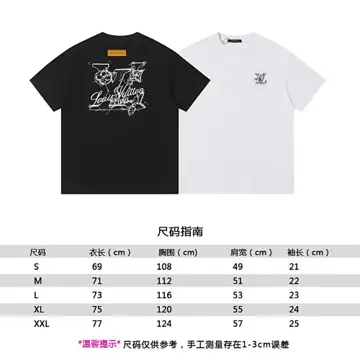 Louis Vuitton
LV
尺码指南
尺码 衣长（cm） 胸围(cm） 肩宽（cm） 袖长（cm）
S 69 108 49 21
M 71 112 51 22
L 73 116 53 23
XL 75 120 55 24
XXL 77 124 57 25
*温馨提示* 尺码仅供参考，手工测量存在1-3cm误差